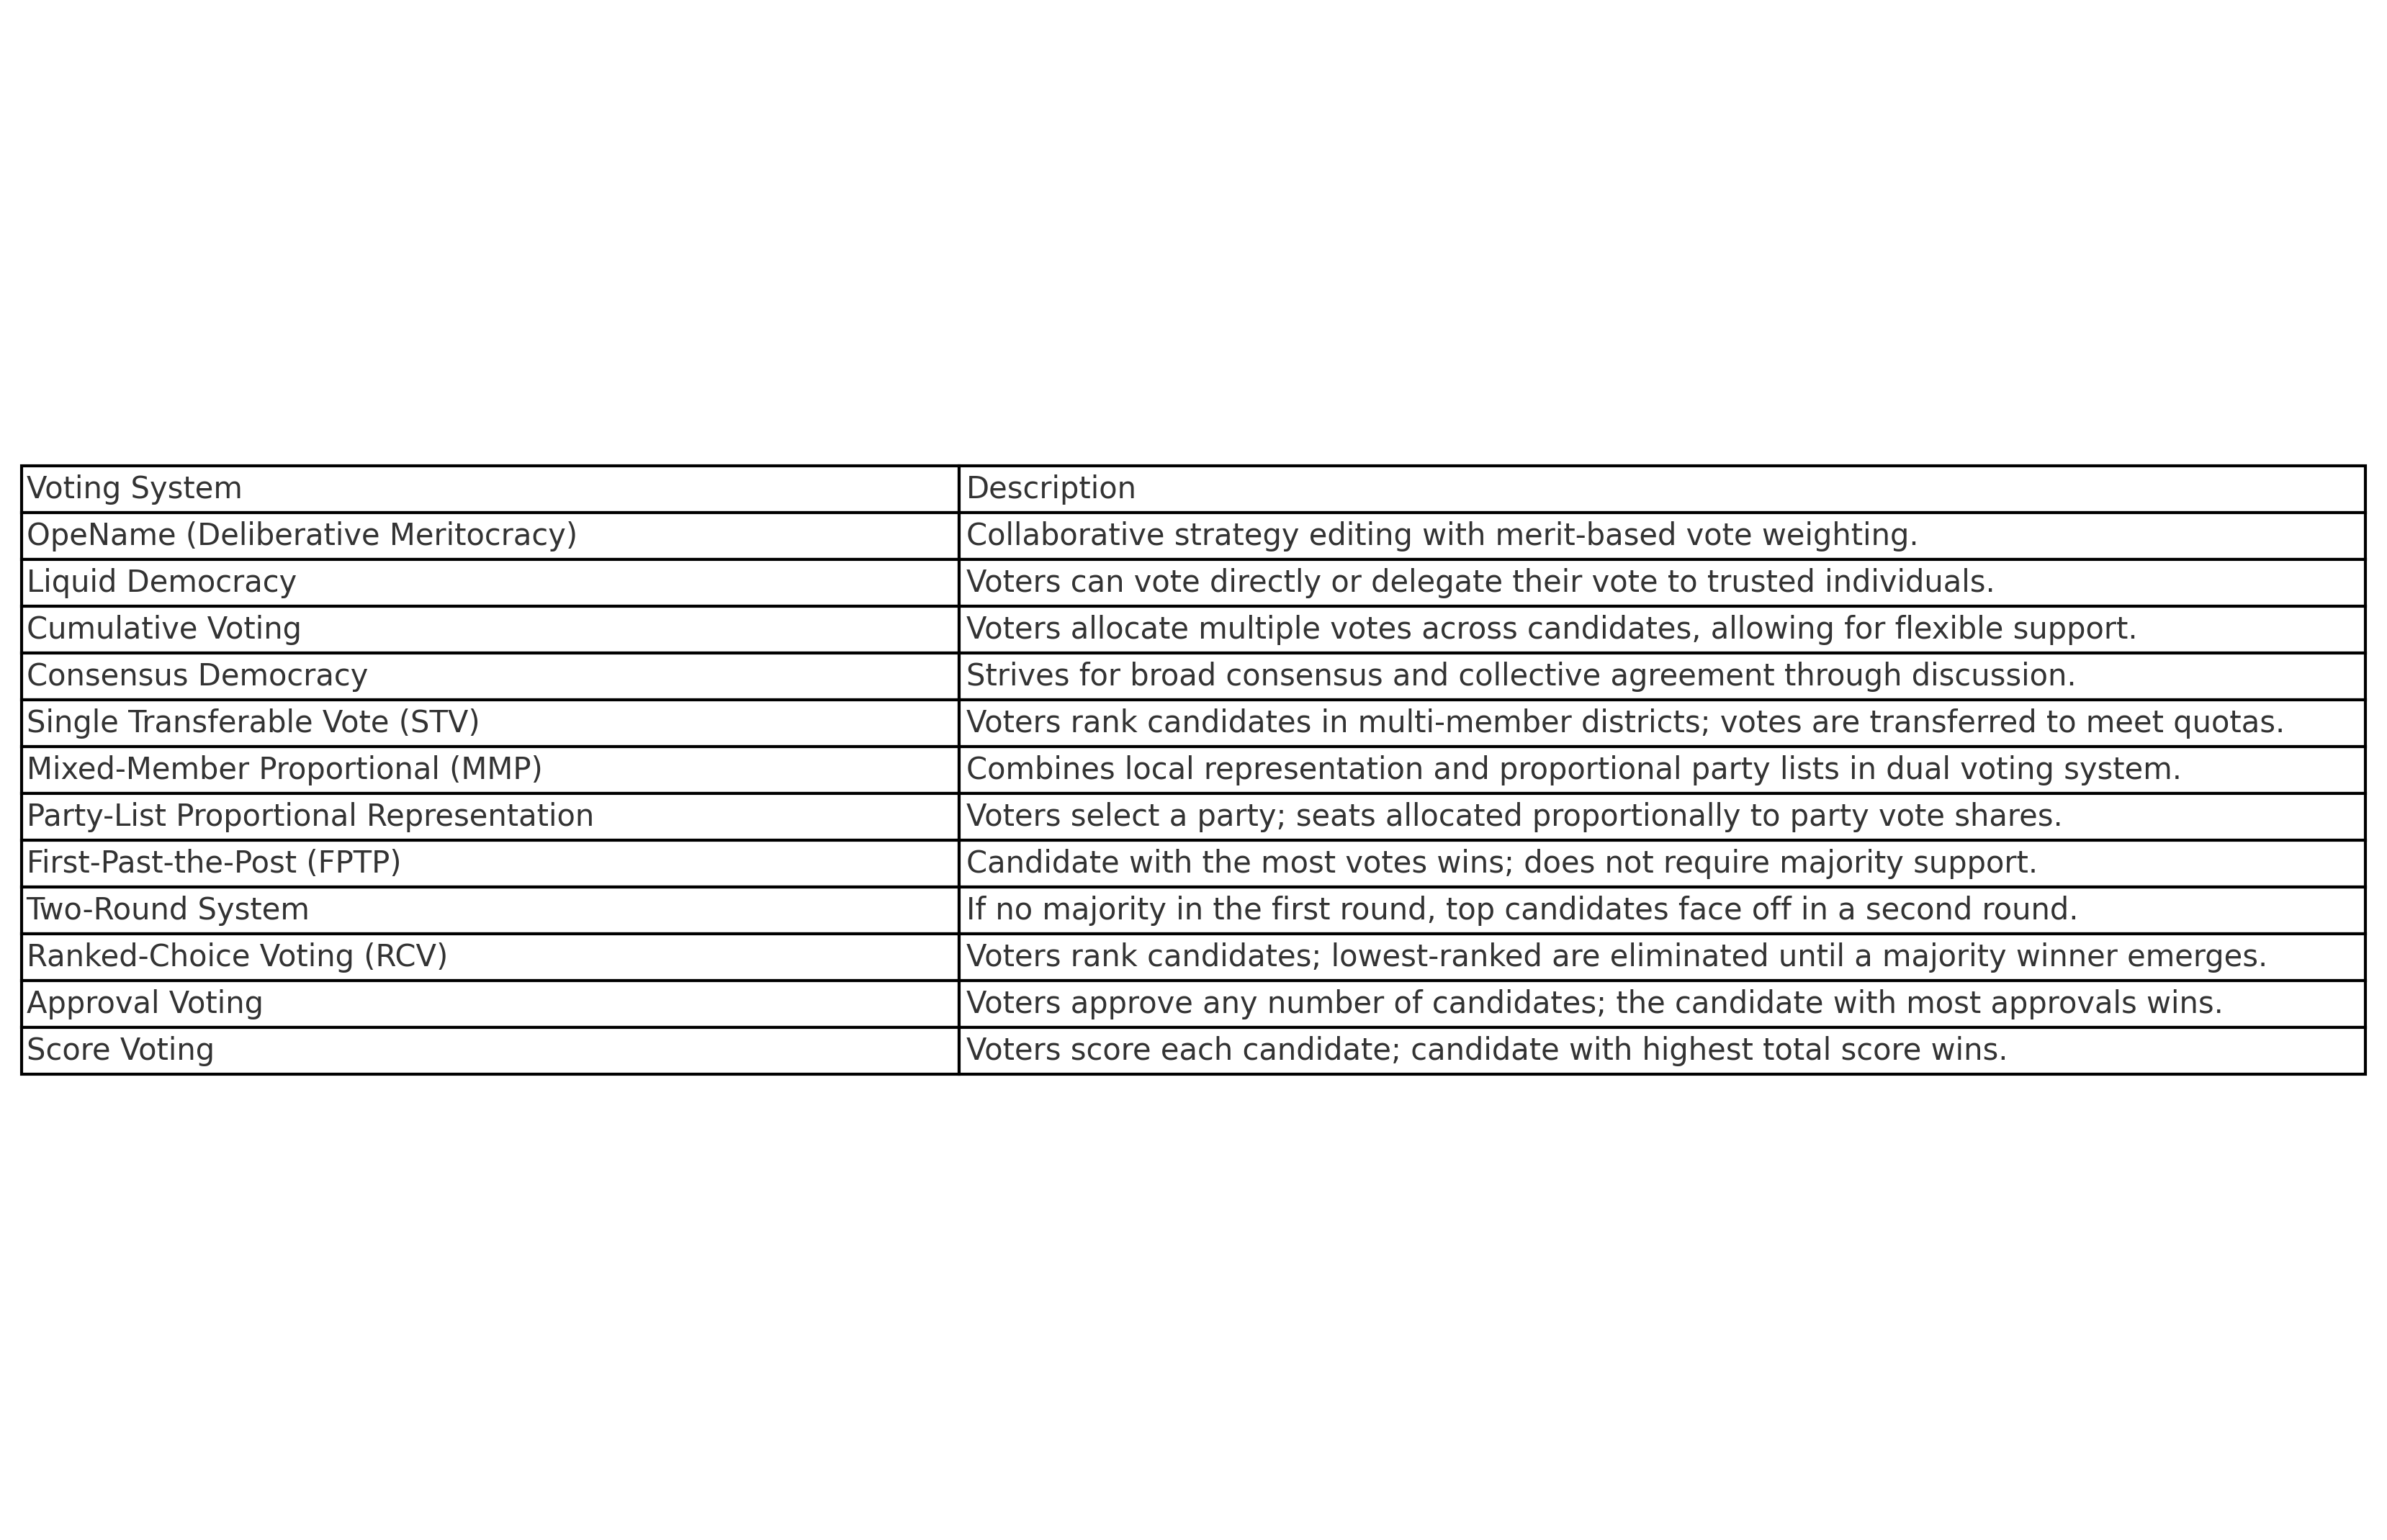 Voting System Description
OpeName (Deliberative Meritocracy) Collaborative strategy editing with merit-based vote weighting.
Liquid Democracy Voters can vote directly or delegate their vote to trusted individuals.
Cumulative Voting Voters allocate multiple votes across candidates, allowing for flexible support.
Consensus Democracy Strives for broad consensus and collective agreement through discussion.
Single Transferable Vote (STV) Voters rank candidates in multi-member districts; votes are transferred to meet quotas.
Mixed-Member Proportional (MMP) Combines local representation and proportional party lists in dual voting system.
Party-List Proportional Representation Voters select a party; seats allocated proportionally to party vote shares.
First-Past-the-Post (FPTP) Candidate with the most votes wins; does not require majority support.
Two-Round System If no majority in the first round, top candidates face off in a second round.
Ranked-Choice Voting (RCV) Voters rank candidates; lowest-ranked are eliminated until a majority winner emerges.
Approval Voting Voters approve any number of candidates; the candidate with most approvals wins.
Score Voting Voters score each candidate; candidate with highest total score wins.